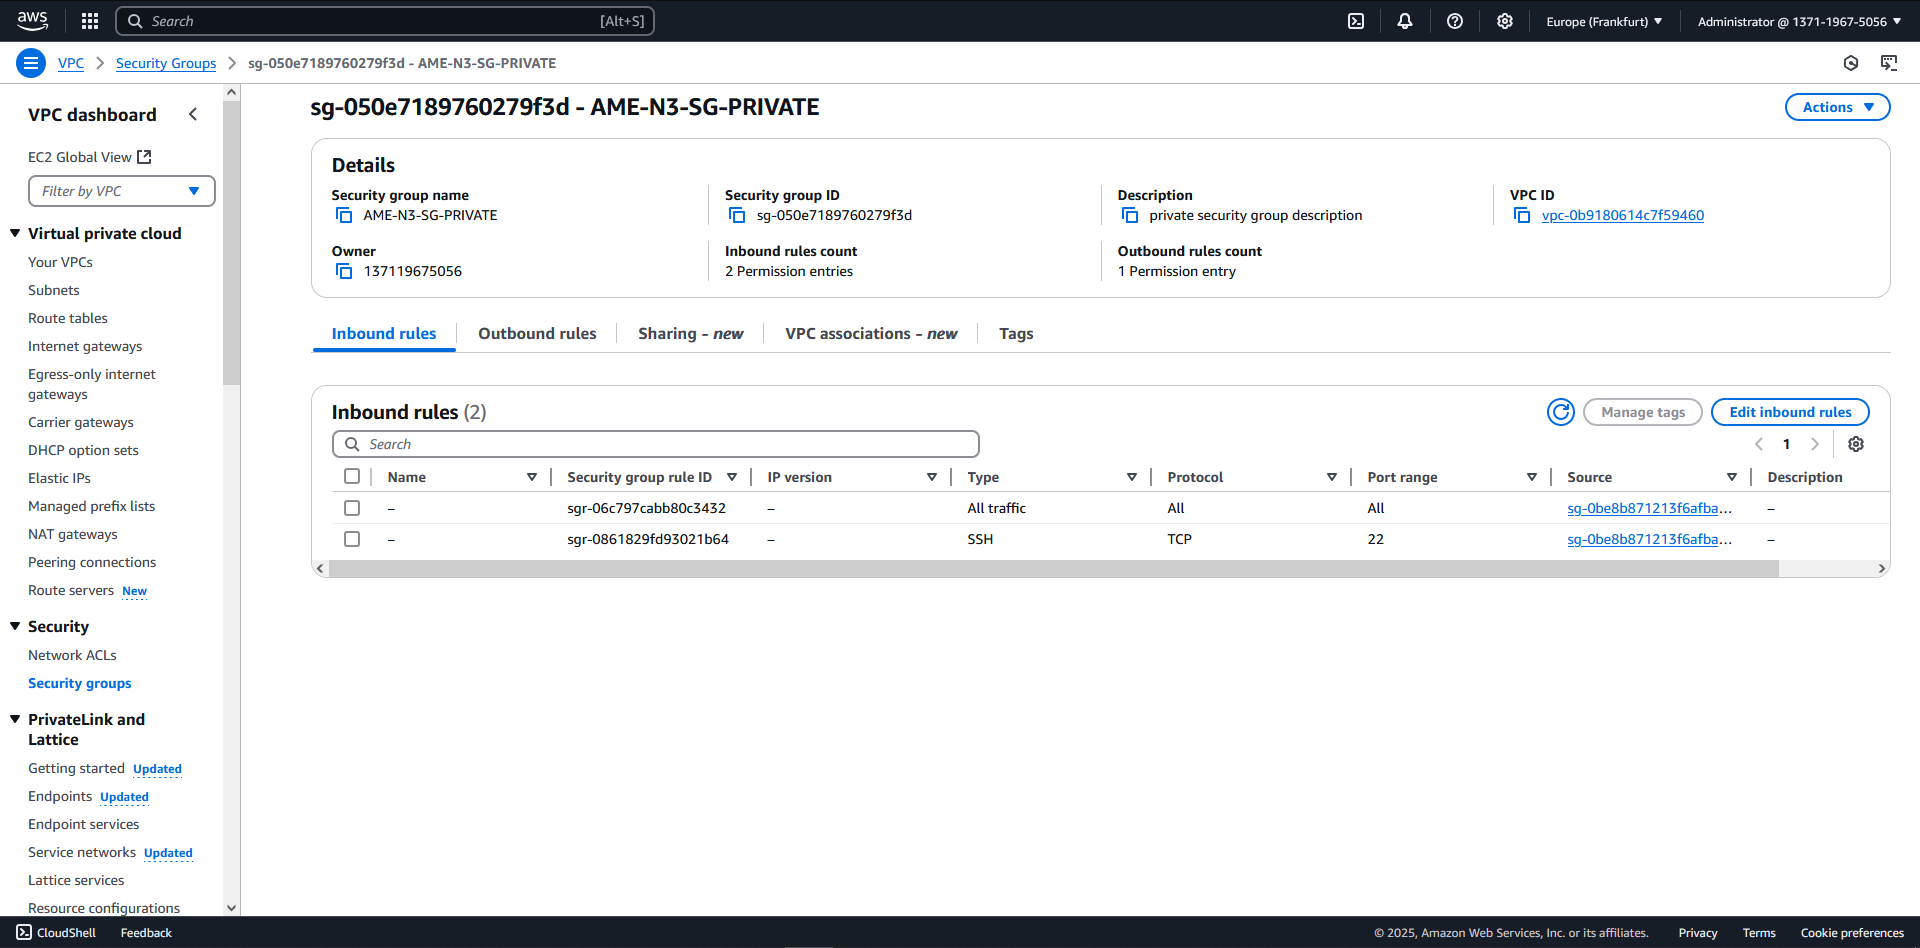 aws
Search [Alt+S]
Europe (Frankfurt)
Administrator @ 1371-1967-5056
VPC
Security Groups
sg-050e7189760279f3d - AME-N3-SG-PRIVATE
VPC dashboard
EC2 Global View
Filter by VPC
Virtual private cloud
Your VPCs
Subnets
Route tables
Internet gateways
Egress-only internet
gateways
Carrier gateways
DHCP option sets
Elastic IPs
Managed prefix lists
NAT gateways
Peering connections
Route servers New
Security
Network ACLs
Security groups
PrivateLink and
Lattice
Getting started Updated
Endpoints Updated
Endpoint services
Service networks Updated
Lattice services
Resource configurations
sg-050e7189760279f3d - AME-N3-SG-PRIVATE
Actions
Details
Security group name
AME-N3-SG-PRIVATE
Security group ID
sg-050e7189760279f3d
Description
private security group description
VPC ID
vpc-0b9180614c7f59460
Owner
137119675056
Inbound rules count
2 Permission entries
Outbound rules count
1 Permission entry
Inbound rules
Outbound rules
Sharing - new
VPC associations - new
Tags
Inbound rules (2)
Manage tags
Edit inbound rules
Search
1
Name Security group rule ID IP version Type Protocol Port range Source Description
– sgr-06c797cabb80c3432 – All traffic All All sg-0be8b871213f6afba... –
– sgr-0861829fd93021b64 – SSH TCP 22 sg-0be8b871213f6afba... –
CloudShell
Feedback
© 2025, Amazon Web Services, Inc. or its affiliates.
Privacy
Terms
Cookie preferences